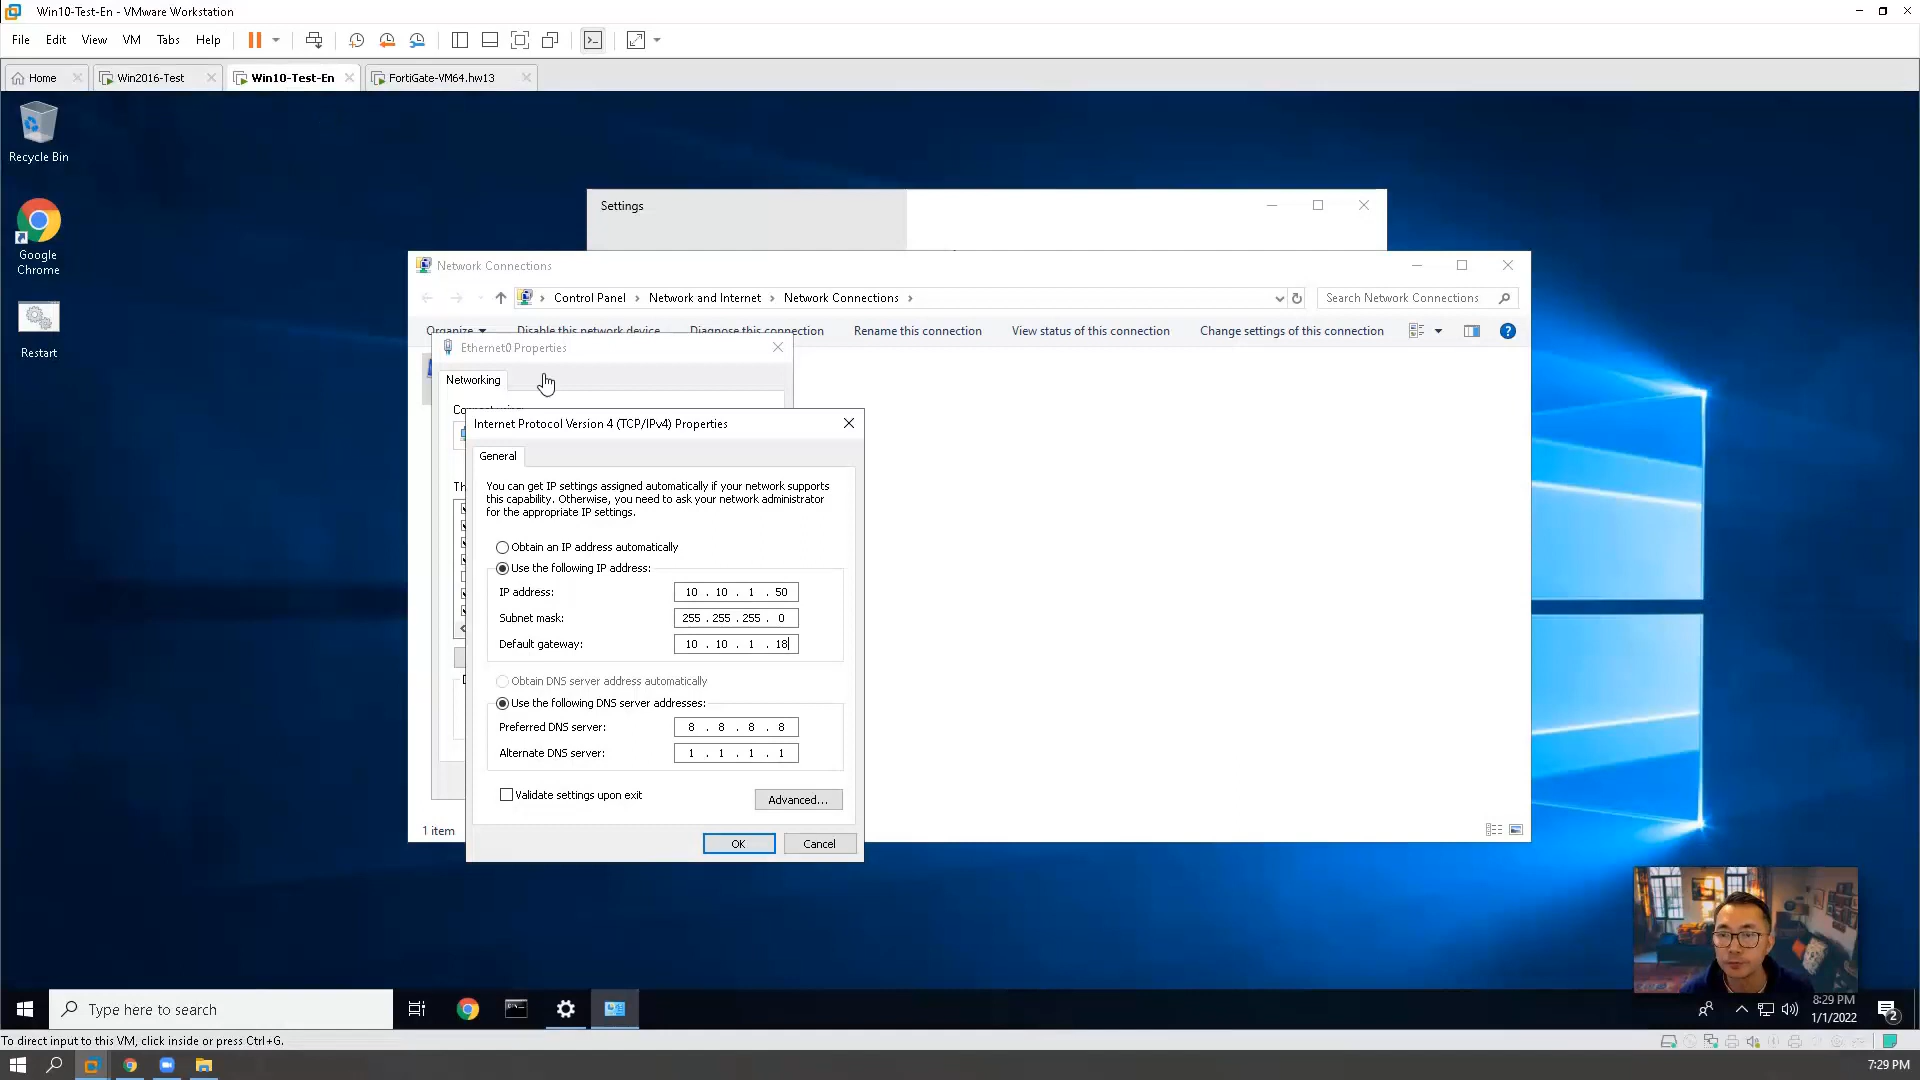 Win10-Test-En - VMware Workstation
File Edit View VM Tabs Help
Home Win2016-Test Win10-Test-En FortiGate-VM64.hw13
Recycle Bin
Google
Chrome
Restart
Settings
Network Connections
Control Panel Network and Internet Network Connections
Search Network Connections
Organize Disable this network device Diagnose this connection Rename this connection View status of this connection Change settings of this connection
Ethernet0 Properties
Networking
Internet Protocol Version 4 (TCP/IPv4) Properties
General
You can get IP settings assigned automatically if your network supports
this capability. Otherwise, you need to ask your network administrator
for the appropriate IP settings.
Obtain an IP address automatically
Use the following IP address:
IP address: 10 . 10 . 1 . 50
Subnet mask: 255 . 255 . 255 . 0
Default gateway: 10 . 10 . 1 . 18
Obtain DNS server address automatically
Use the following DNS server addresses:
Preferred DNS server: 8 . 8 . 8 . 8
Alternate DNS server: 1 . 1 . 1 . 1
Validate settings upon exit
Advanced...
OK Cancel
1 item
Type here to search
8:29 PM
1/1/2022
2
To direct input to this VM, click inside or press Ctrl+G.
7:29 PM